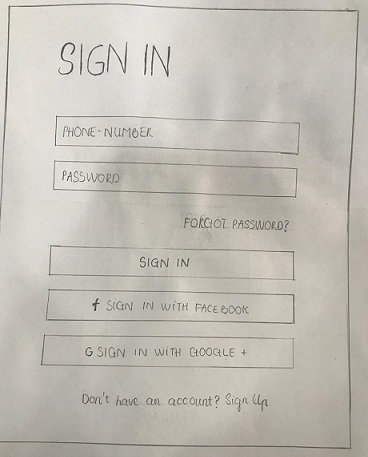 SIGN IN
PHONE-NUMBER
PASSWORD
FORGOT PASSWORD?
SIGN IN
f SIGN IN WITH FACEBOOK
G SIGN IN WITH GOOGLE +
Don't have an account? Sign Up